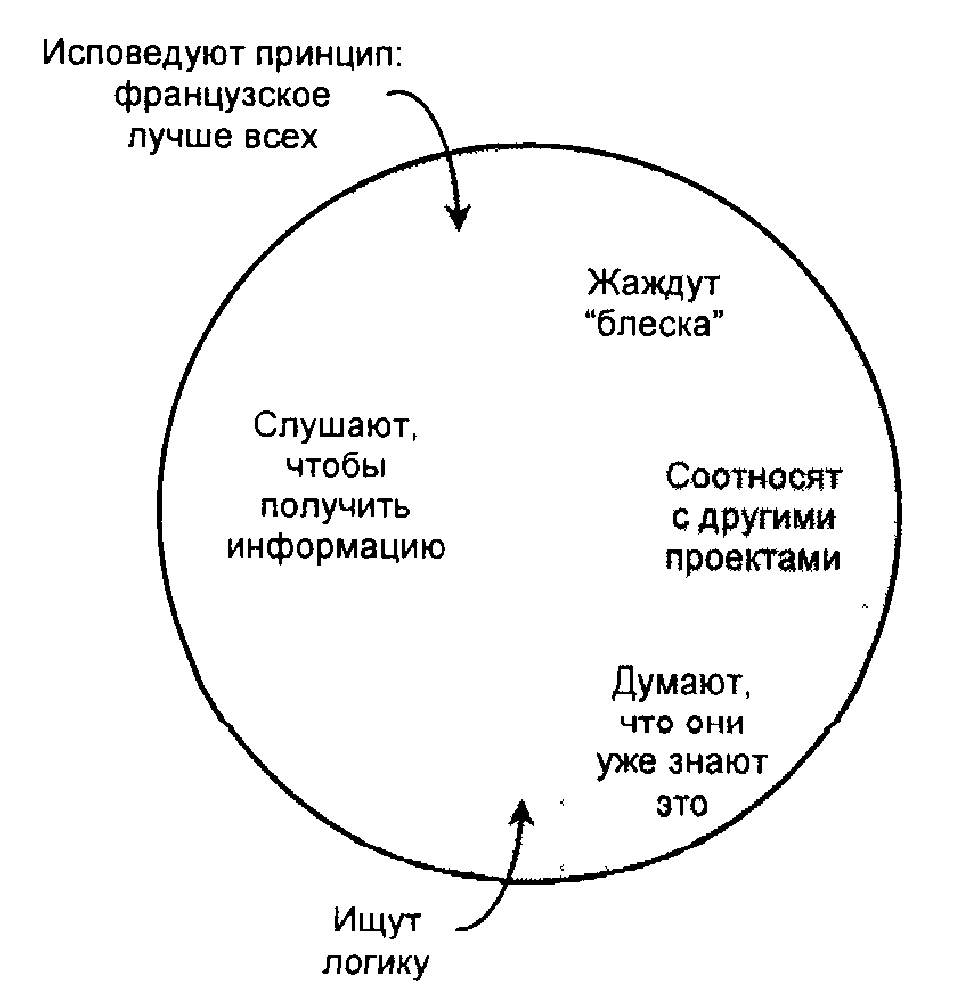 Исповедуют принцип:
французское
лучше всех
Жаждут
“блеска”
Слушают,
чтобы
получить
информацию
Соотносят
с другими
проектами
Думают,
что они
уже знают
это
Ищут
логику